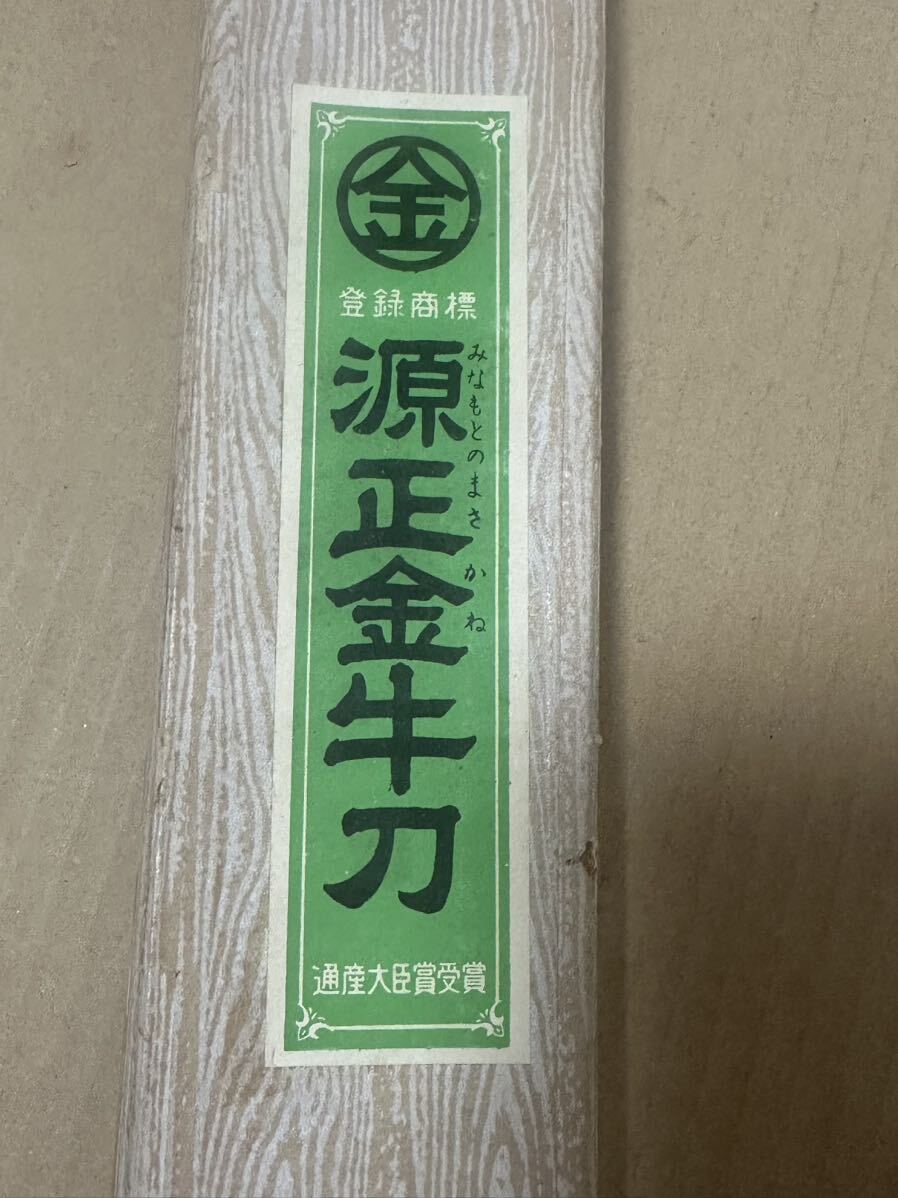 金
登録商標
源正金牛刀
みなもとのまさかね
通産大臣賞受賞